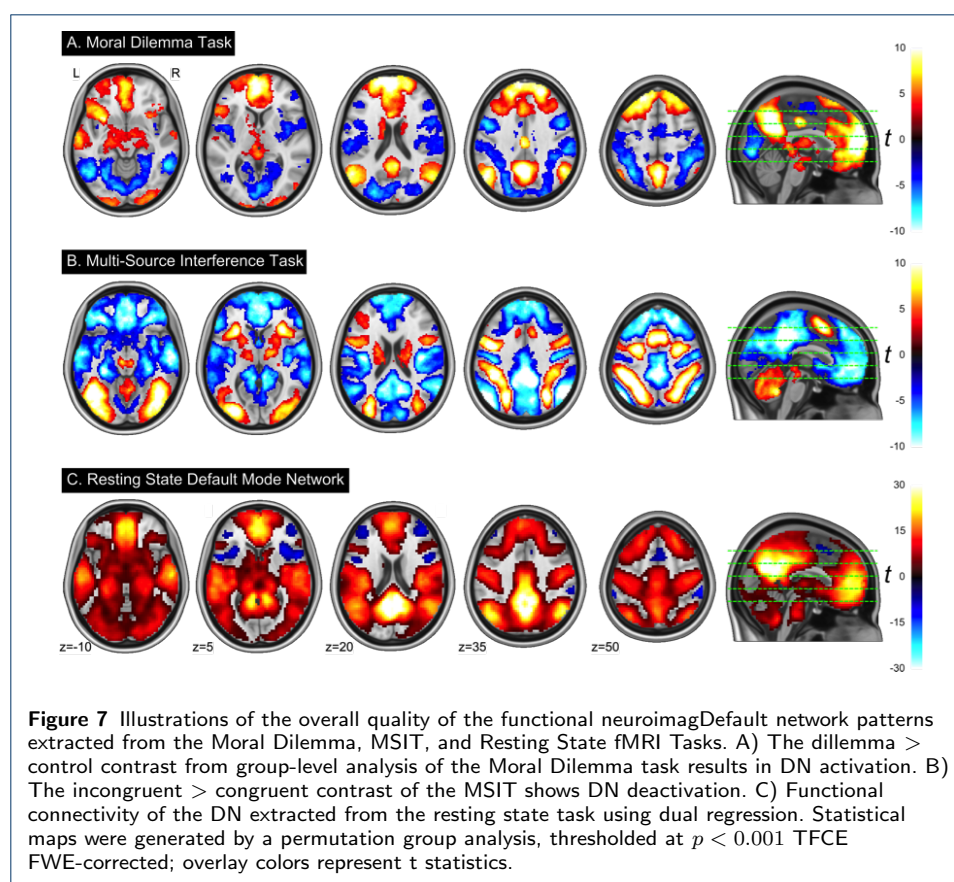 A. Moral Dilemma Task
L R
10
5
0 t
-5
-10
B. Multi-Source Interference Task
10
5
0 t
-5
-10
C. Resting State Default Mode Network
30
15
0 t
-15
-30
z=-10 z=5 z=20 z=35 z=50
Figure 7 Illustrations of the overall quality of the functional neuroimagDefault network patterns
extracted from the Moral Dilemma, MSIT, and Resting State fMRI Tasks. A) The dillemma >
control contrast from group-level analysis of the Moral Dilemma task results in DN activation. B)
The incongruent > congruent contrast of the MSIT shows DN deactivation. C) Functional
connectivity of the DN extracted from the resting state task using dual regression. Statistical
maps were generated by a permutation group analysis, thresholded at p < 0.001 TFCE
FWE-corrected; overlay colors represent t statistics.